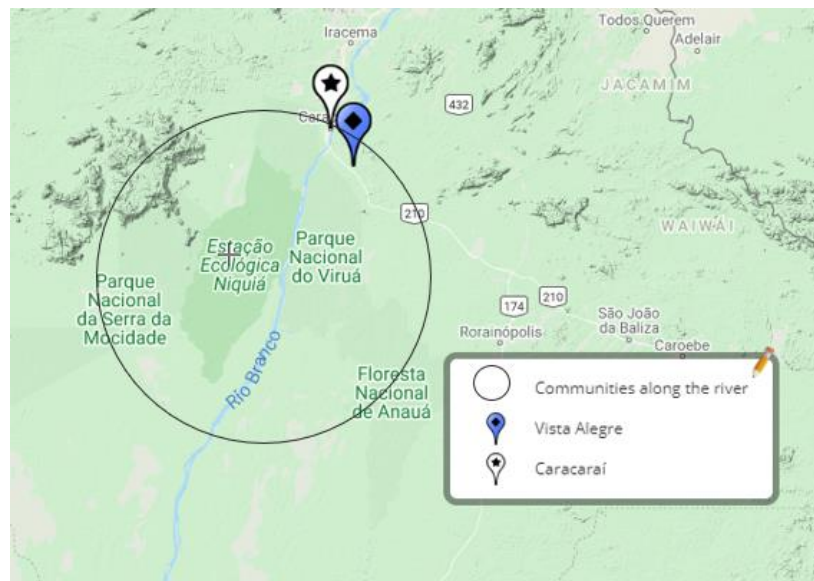 Todos Querem
Iracema
Adelair
JACAMIM
432
Cara
210
WAIWÁI
Estação
Ecológica
Niquiá
Parque
Nacional
do Viruá
Parque
Nacional
da Serra da
Mocidade
174
210
São João
da Baliza
Rorainópolis
Caroebe
Rio Branco
Floresta
Nacional
de Anauá
Communities along the river
Vista Alegre
Caracaraí